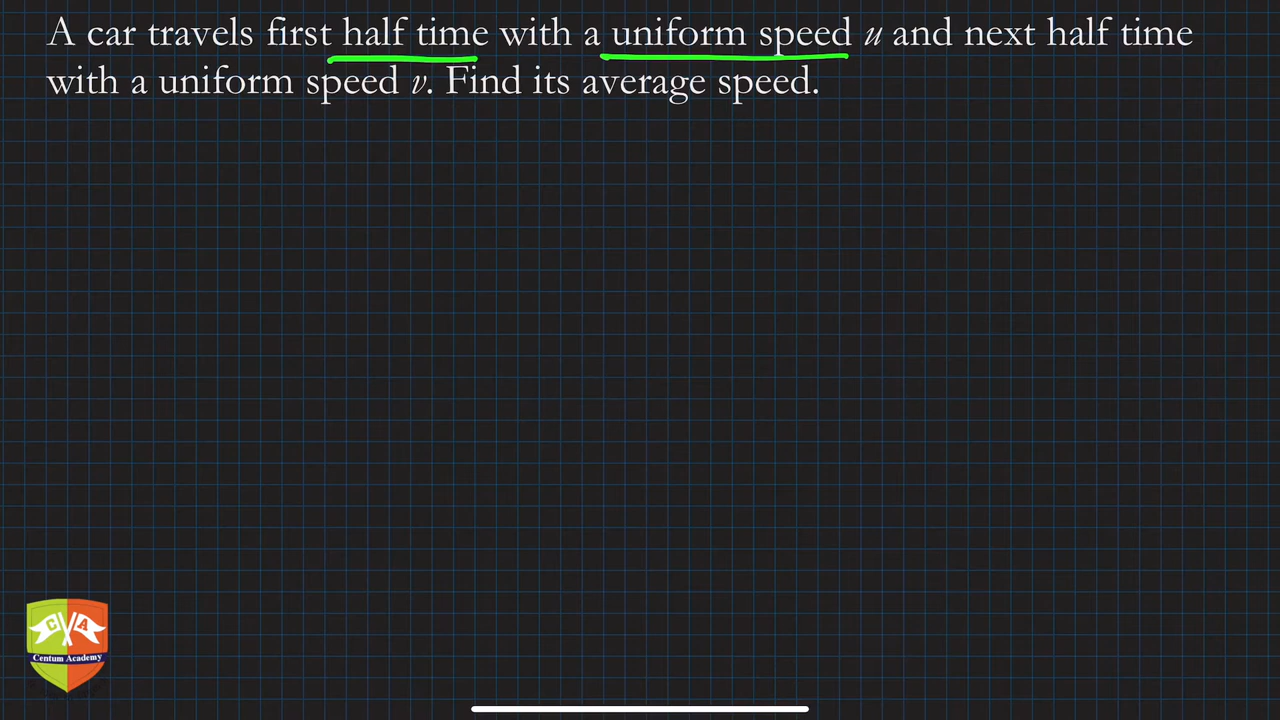 A car travels first half time with a uniform speed u and next half time
with a uniform speed v. Find its average speed.
C A
Centum Academy